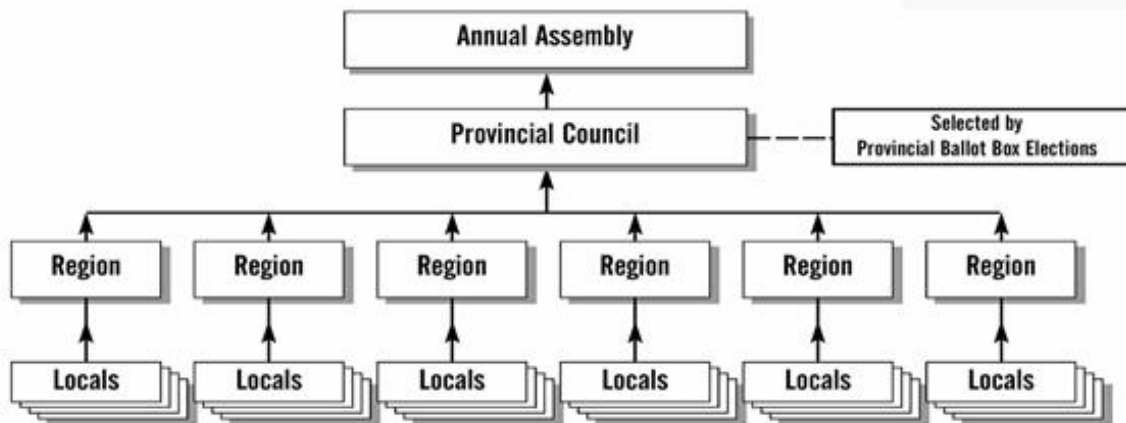 Annual Assembly
Provincial Council
Selected by
Provincial Ballot Box Elections
Region
Region
Region
Region
Region
Region
Locals
Locals
Locals
Locals
Locals
Locals